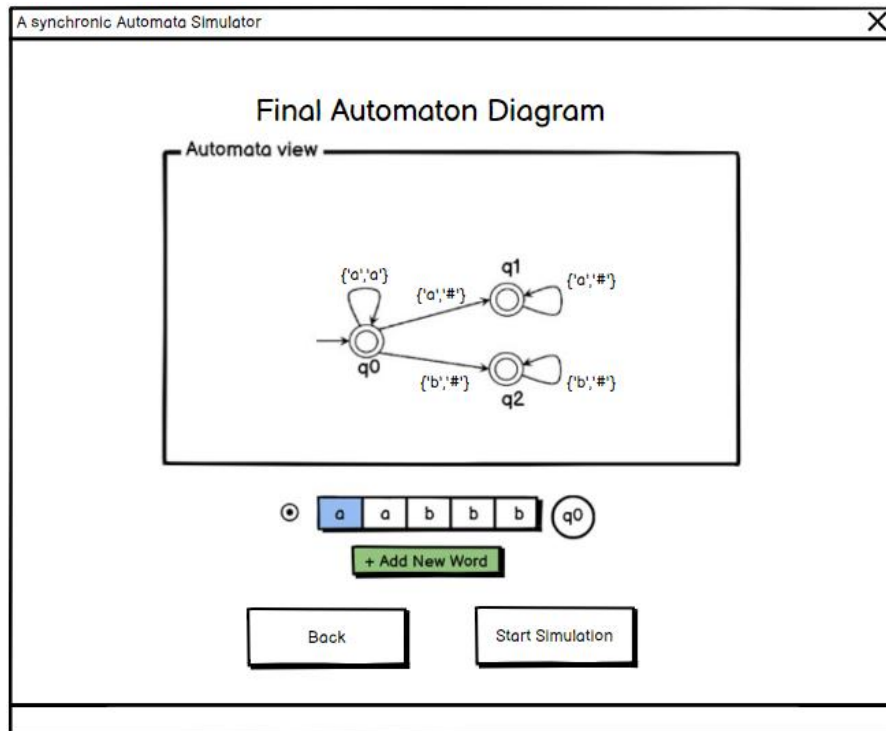 A synchronic Automata Simulator
Final Automaton Diagram
Automata view
{'a','a'}
q1
{'a','#'}
{'a','#'}
q0
{'b','#'}
{'b','#'}
q2
a a b b b q0
+ Add New Word
Back Start Simulation